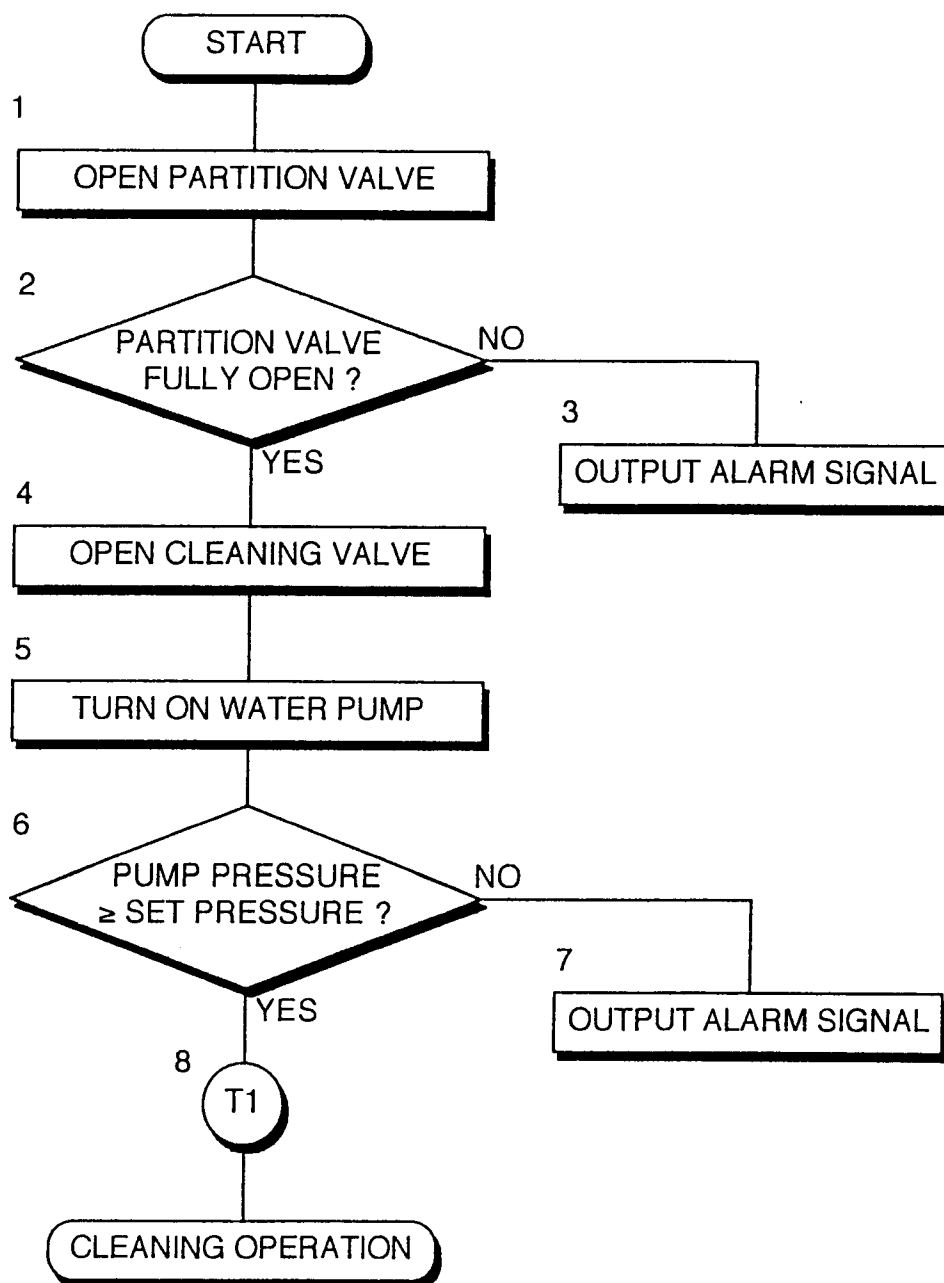 START
1
OPEN PARTITION VALVE
2
PARTITION VALVE
FULLY OPEN ?
NO
YES
3
OUTPUT ALARM SIGNAL
4
OPEN CLEANING VALVE
5
TURN ON WATER PUMP
6
PUMP PRESSURE
≥ SET PRESSURE ?
NO
YES
7
OUTPUT ALARM SIGNAL
8
T1
CLEANING OPERATION